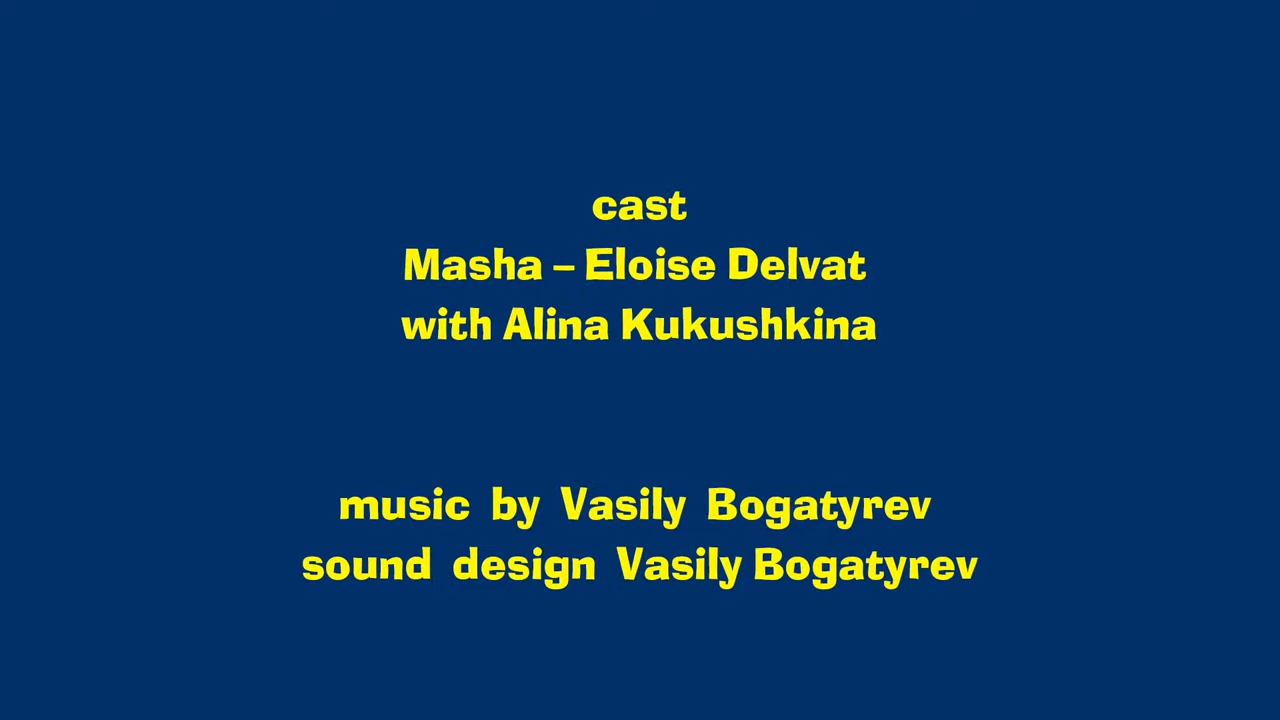 cast
Masha – Eloise Delvat
with Alina Kukushkina
music by Vasily Bogatyrev
sound design Vasily Bogatyrev